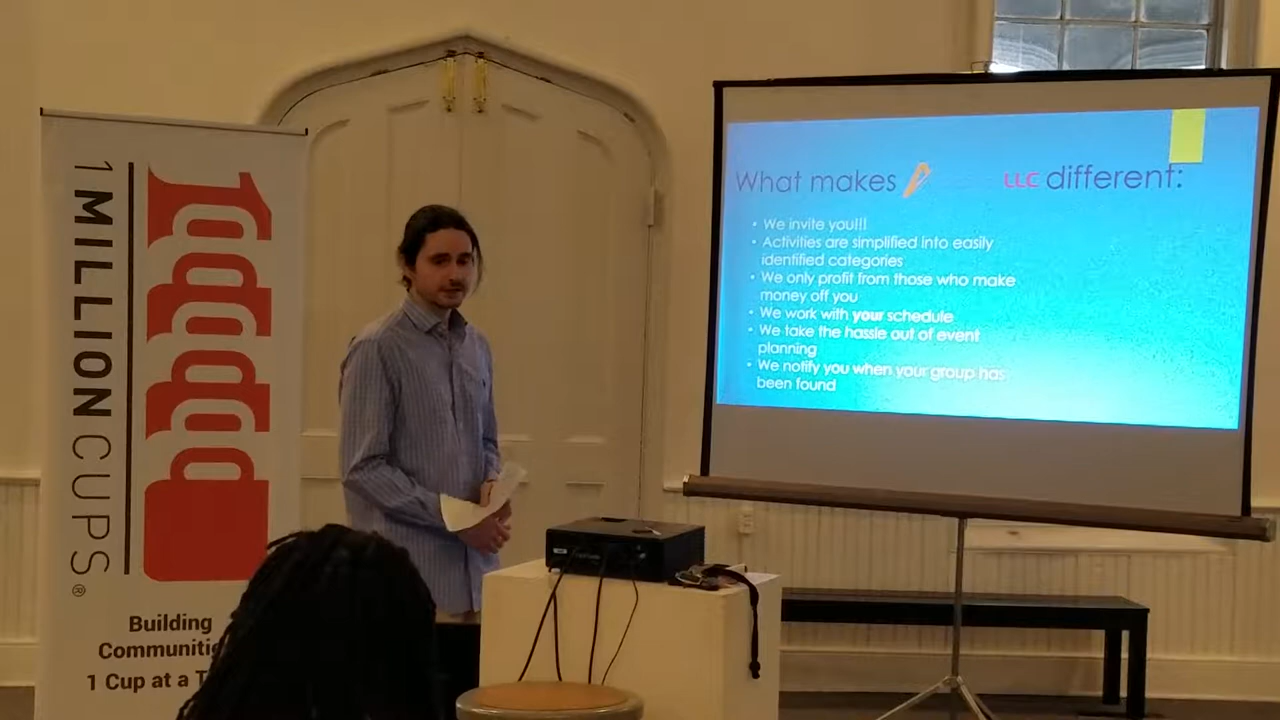 1 MILLION CUPS®
Building
Communitie
1 Cup at a T
What makes LLC different:
• We invite you!!!
• Activities are simplified into easily
identified categories
• We only profit from those who make
money off you
• We work with your schedule
• We take the hassle out of event
planning
• We notify you when your group has
been found